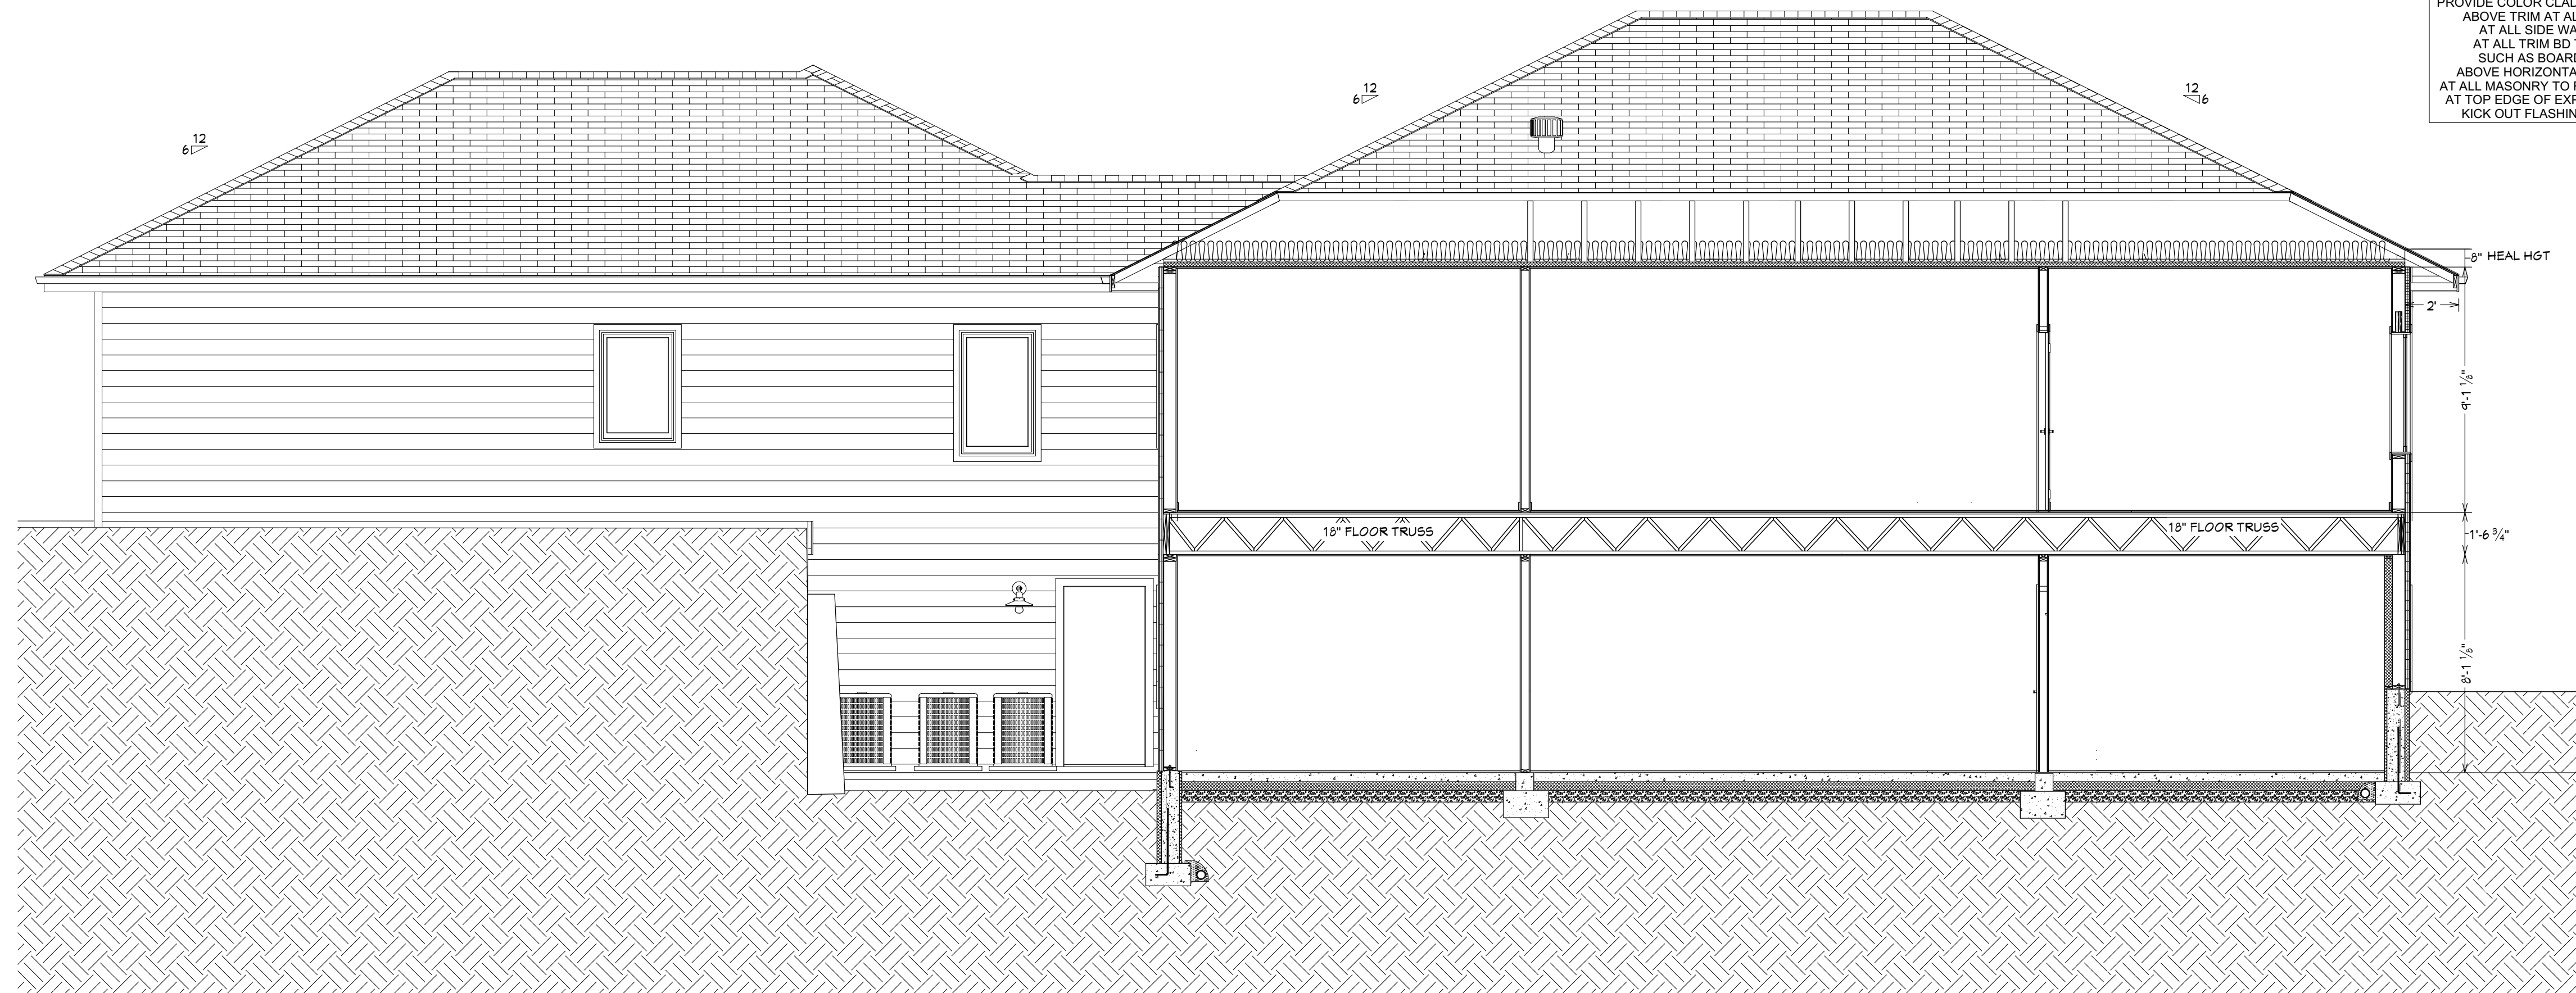 PROVIDE COLOR CLAD
ABOVE TRIM AT AL
AT ALL SIDE WA
AT ALL TRIM BD
SUCH AS BOARD
ABOVE HORIZONTA
AT ALL MASONRY TO
AT TOP EDGE OF EXP
KICK OUT FLASHIN
12
6
12
6
12
6
8" HEAL HGT
2'
9'-1 1/8"
18" FLOOR TRUSS
18" FLOOR TRUSS
1'-6 3/4"
8'-1 1/8"